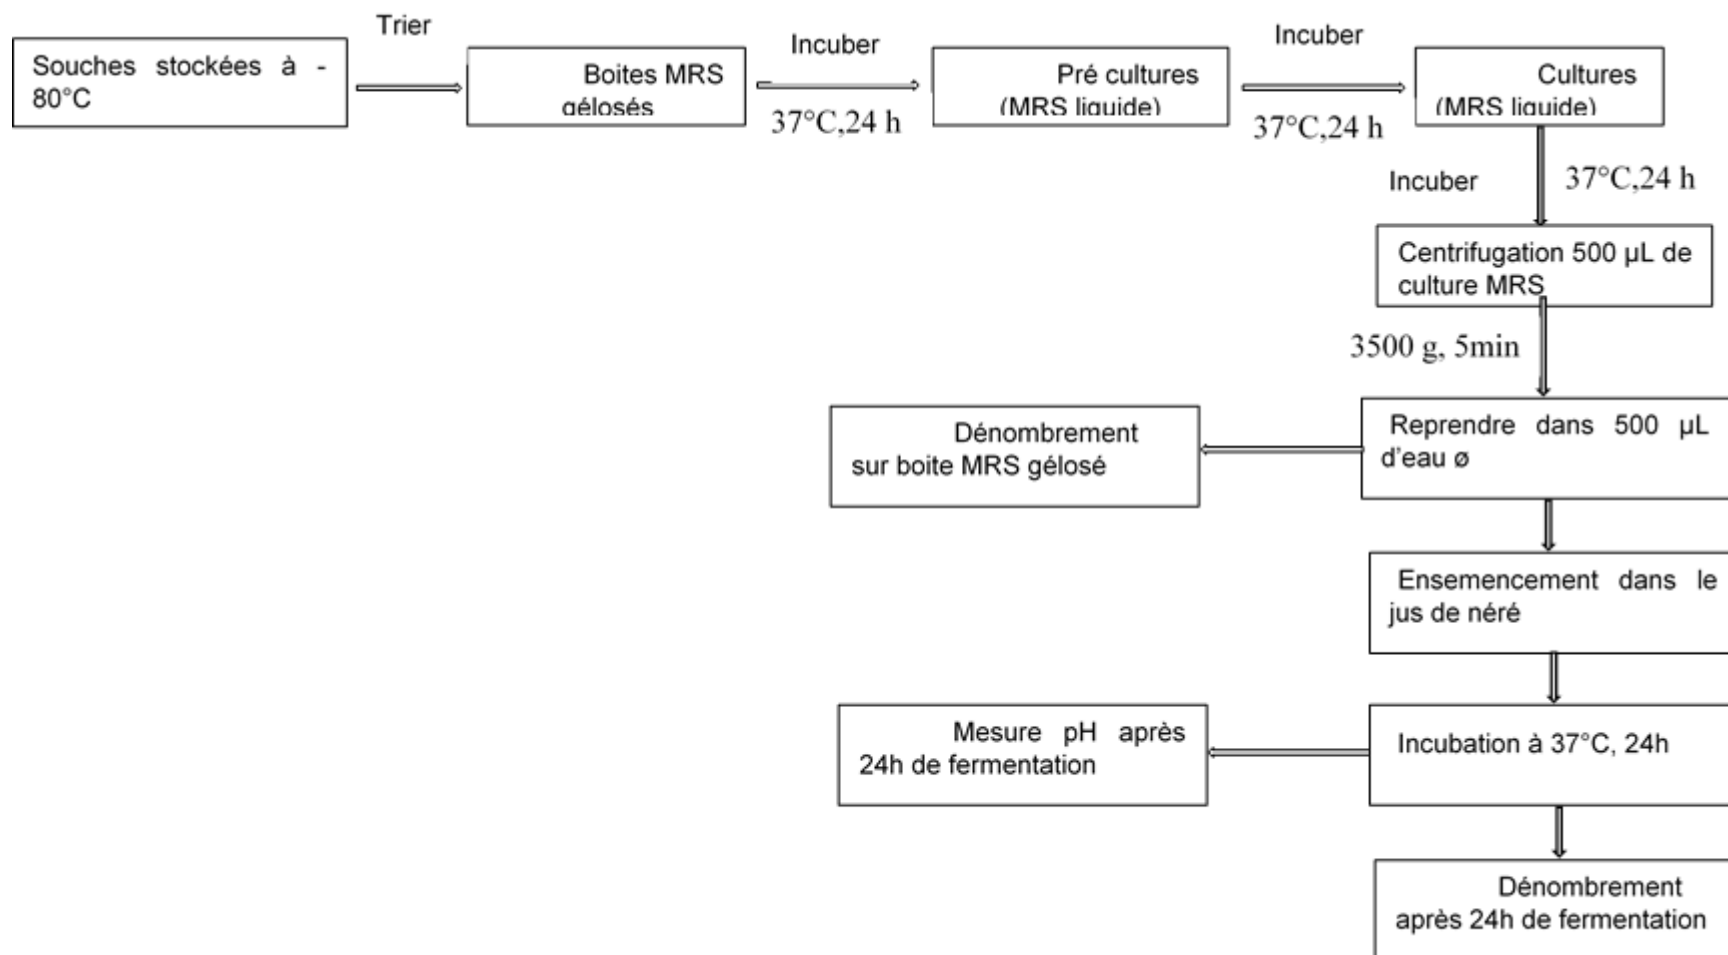 Trier
Souches stockées à -
80°C
Boites MRS
gélosés
Incuber
37°C,24 h
Pré cultures
(MRS liquide)
Incuber
37°C,24 h
Cultures
(MRS liquide)
Incuber
37°C,24 h
Centrifugation 500 µL de
culture MRS
3500 g, 5min
Reprendre dans 500 µL
d'eau ø
Dénombrement
sur boite MRS gélosé
Ensemencement dans le
jus de néré
Incubation à 37°C, 24h
Mesure pH après
24h de fermentation
Dénombrement
après 24h de fermentation